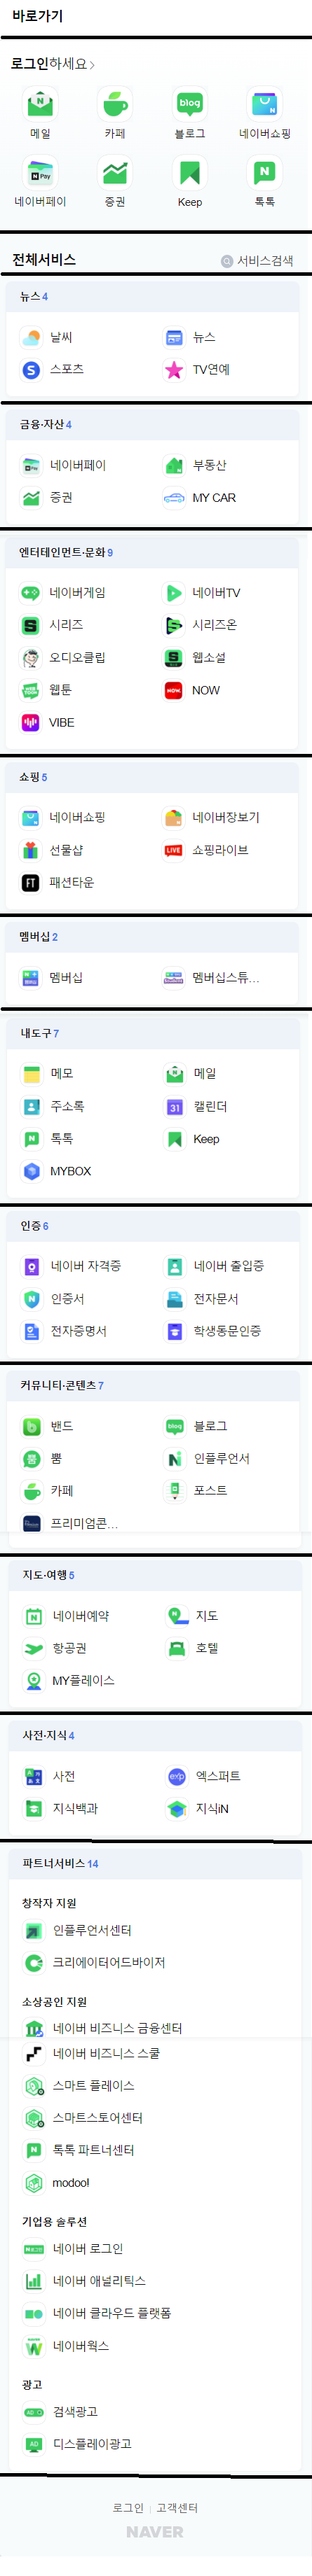 바로가기
로그인하세요 >
메일 카페 블로그 네이버쇼핑
네이버페이 증권 Keep 톡톡
전체서비스 서비스검색
뉴스 4
날씨 뉴스
스포츠 TV연예
금융·자산 4
네이버페이 부동산
증권 MY CAR
엔터테인먼트·문화 9
네이버게임 네이버TV
시리즈 시리즈온
오디오클립 웹소설
웹툰 NOW
VIBE
쇼핑 5
네이버쇼핑 네이버장보기
선물샵 쇼핑라이브
패션타운
멤버십 2
멤버십 멤버십스튜...
내도구 7
메모 메일
주소록 캘린더
톡톡 Keep
MYBOX
인증 6
네이버 자격증 네이버 출입증
인증서 전자문서
전자증명서 학생동문인증
커뮤니티·콘텐츠 7
밴드 블로그
뿜 인플루언서
카페 포스트
프리미엄콘...
지도·여행 5
네이버예약 지도
항공권 호텔
MY플레이스
사전·지식 4
사전 엑스퍼트
지식백과 지식iN
파트너서비스 14
창작자 지원
인플루언서센터
크리에이터어드바이저
소상공인 지원
네이버 비즈니스 금융센터
네이버 비즈니스 스쿨
스마트 플레이스
스마트스토어센터
톡톡 파트너센터
modoo!
기업용 솔루션
네이버 로그인
네이버 애널리틱스
네이버 클라우드 플랫폼
네이버웍스
광고
검색광고
디스플레이광고
로그인 | 고객센터
NAVER